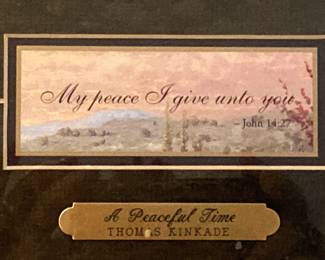 My peace I give unto you
– John 14:27
A Peaceful Time
THOMAS KINKADE